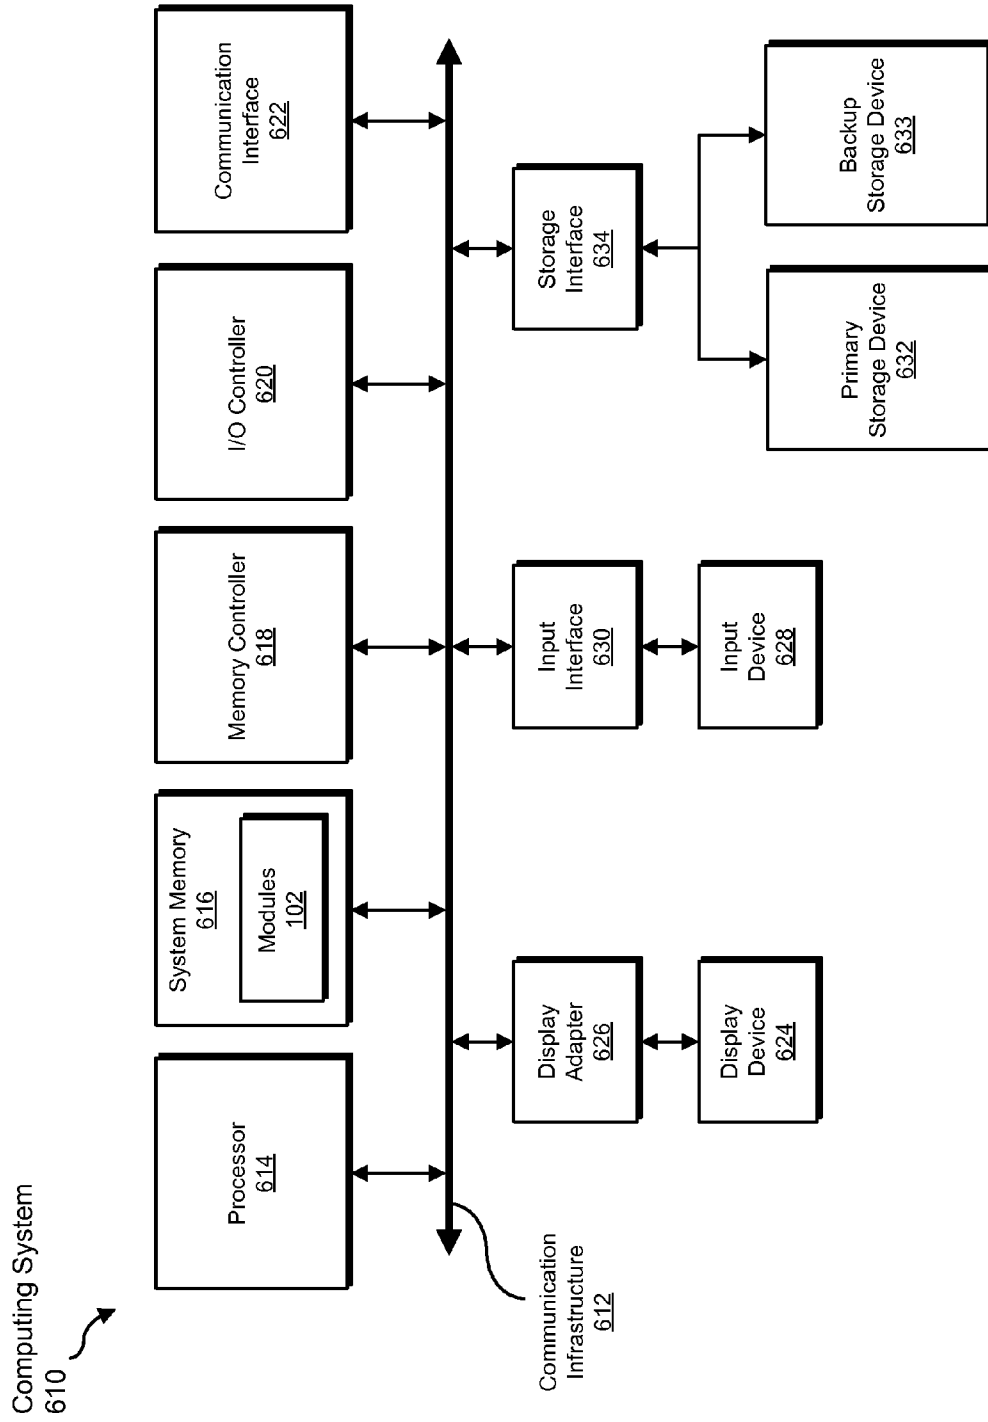 Computing System
610
Processor
614
System Memory
616
Modules
102
Memory Controller
618
I/O Controller
620
Communication
Interface
622
Communication
Infrastructure
612
Display
Adapter
626
Input
Interface
630
Storage
Interface
634
Display
Device
624
Input
Device
628
Primary
Storage Device
632
Backup
Storage Device
633